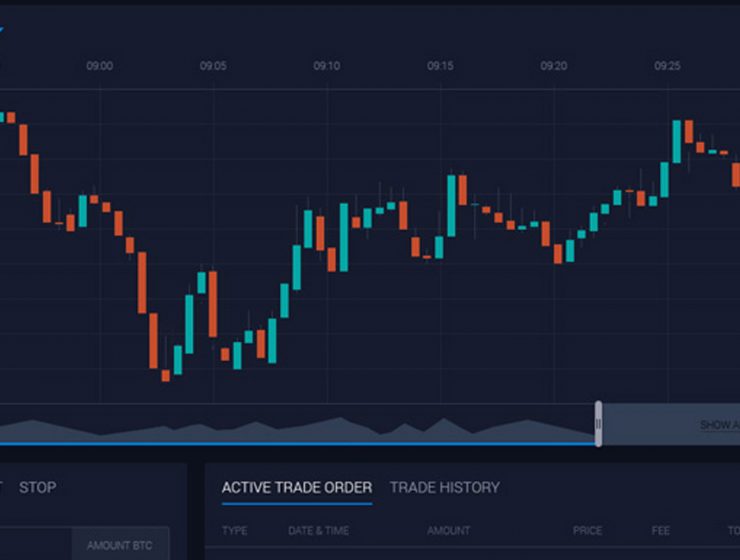 09:00 09:05 09:10 09:15 09:20 09:25
SHOW A
STOP
ACTIVE TRADE ORDER TRADE HISTORY
TYPE DATE & TIME AMOUNT PRICE FEE TO
AMOUNT BTC